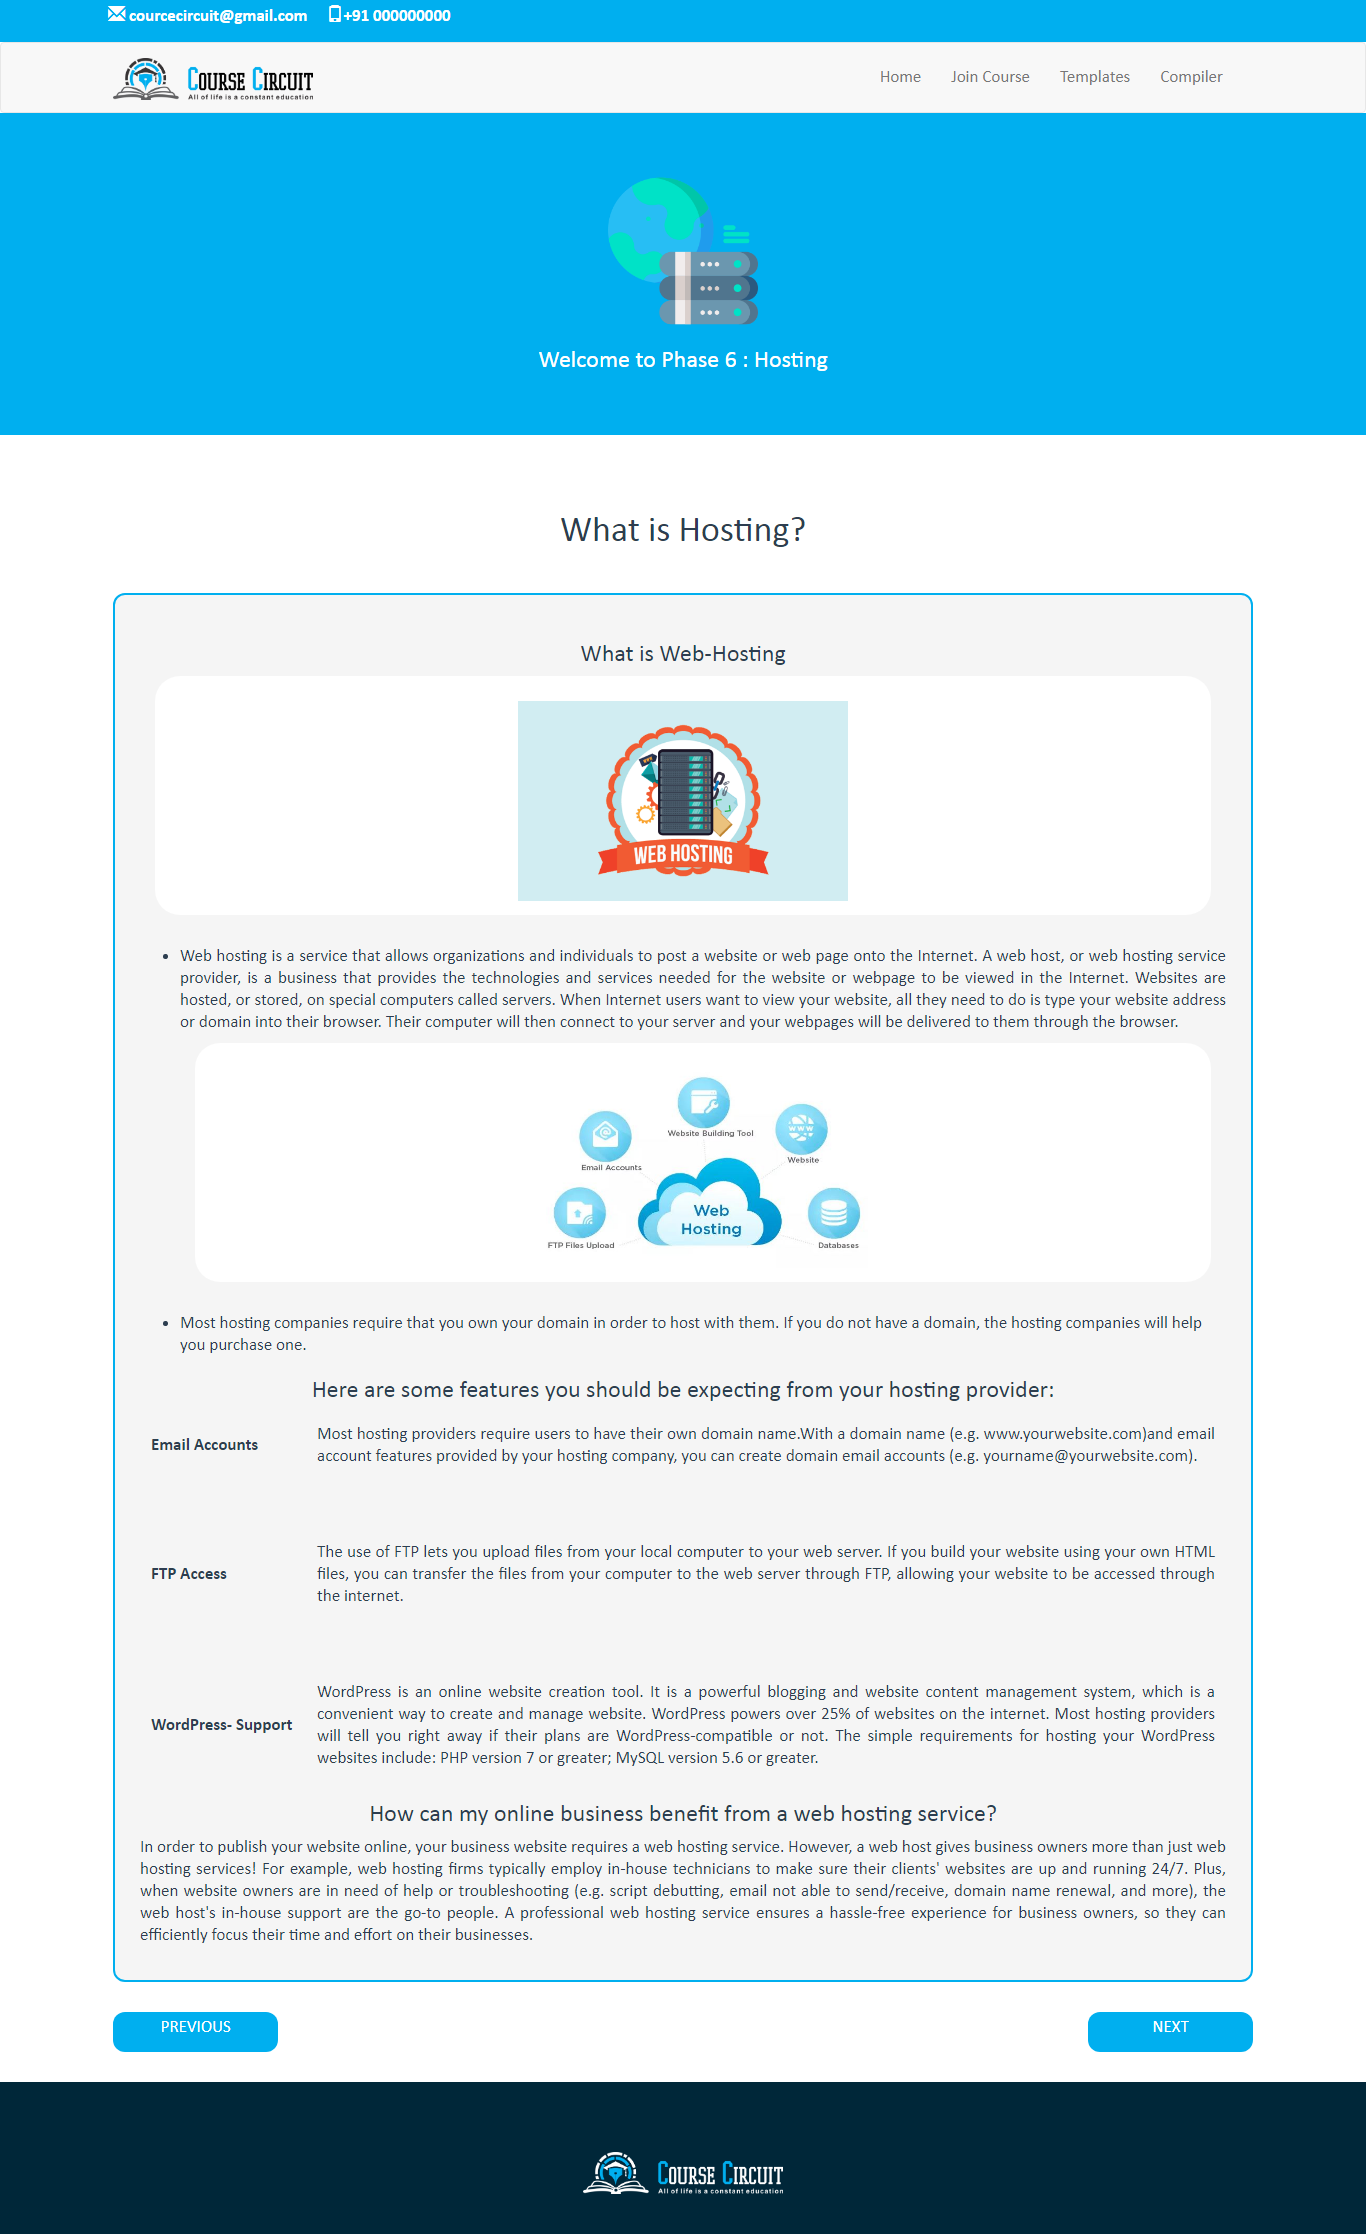 courcecircuit@gmail.com +91 000000000
COURSE CIRCUIT
All of life is a constant education
Home Join Course Templates Compiler
Welcome to Phase 6 : Hosting
What is Hosting?
What is Web-Hosting
WEB HOSTING
• Web hosting is a service that allows organizations and individuals to post a website or web page onto the Internet. A web host, or web hosting service
provider, is a business that provides the technologies and services needed for the website or webpage to be viewed in the Internet. Websites are
hosted, or stored, on special computers called servers. When Internet users want to view your website, all they need to do is type your website address
or domain into their browser. Their computer will then connect to your server and your webpages will be delivered to them through the browser.
Website Building Tool
Email Accounts
Website
WWW
Web
Hosting
FTP Files Upload
Databases
• Most hosting companies require that you own your domain in order to host with them. If you do not have a domain, the hosting companies will help
you purchase one.
Here are some features you should be expecting from your hosting provider:
Email Accounts
Most hosting providers require users to have their own domain name.With a domain name (e.g. www.yourwebsite.com)and email
account features provided by your hosting company, you can create domain email accounts (e.g. yourname@yourwebsite.com).
FTP Access
The use of FTP lets you upload files from your local computer to your web server. If you build your website using your own HTML
files, you can transfer the files from your computer to the web server through FTP, allowing your website to be accessed through
the internet.
WordPress- Support
WordPress is an online website creation tool. It is a powerful blogging and website content management system, which is a
convenient way to create and manage website. WordPress powers over 25% of websites on the internet. Most hosting providers
will tell you right away if their plans are WordPress-compatible or not. The simple requirements for hosting your WordPress
websites include: PHP version 7 or greater; MySQL version 5.6 or greater.
How can my online business benefit from a web hosting service?
In order to publish your website online, your business website requires a web hosting service. However, a web host gives business owners more than just web
hosting services! For example, web hosting firms typically employ in-house technicians to make sure their clients' websites are up and running 24/7. Plus,
when website owners are in need of help or troubleshooting (e.g. script debutting, email not able to send/receive, domain name renewal, and more), the
web host's in-house support are the go-to people. A professional web hosting service ensures a hassle-free experience for business owners, so they can
efficiently focus their time and effort on their businesses.
PREVIOUS NEXT
COURSE CIRCUIT
All of life is a constant education